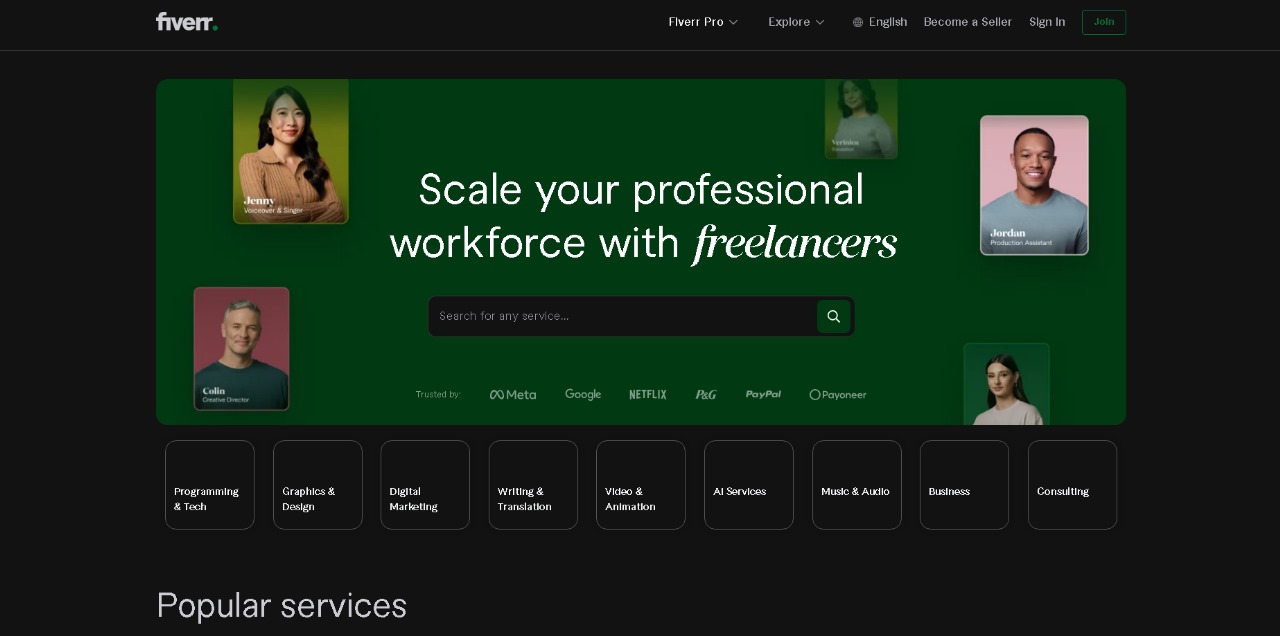 fiverr.
Fiverr Pro
Explore
English
Become a Seller
Sign in
Join
Jenny
Voiceover & Singer
Verinica
Translation
Jordan
Production Assistant
Scale your professional
workforce with freelancers
Search for any service...
Colin
Creative Director
Trusted by:
Meta
Google
NETFLIX
P&G
PayPal
Payoneer
Programming
& Tech
Graphics &
Design
Digital
Marketing
Writing &
Translation
Video &
Animation
AI Services
Music & Audio
Business
Consulting
Popular services